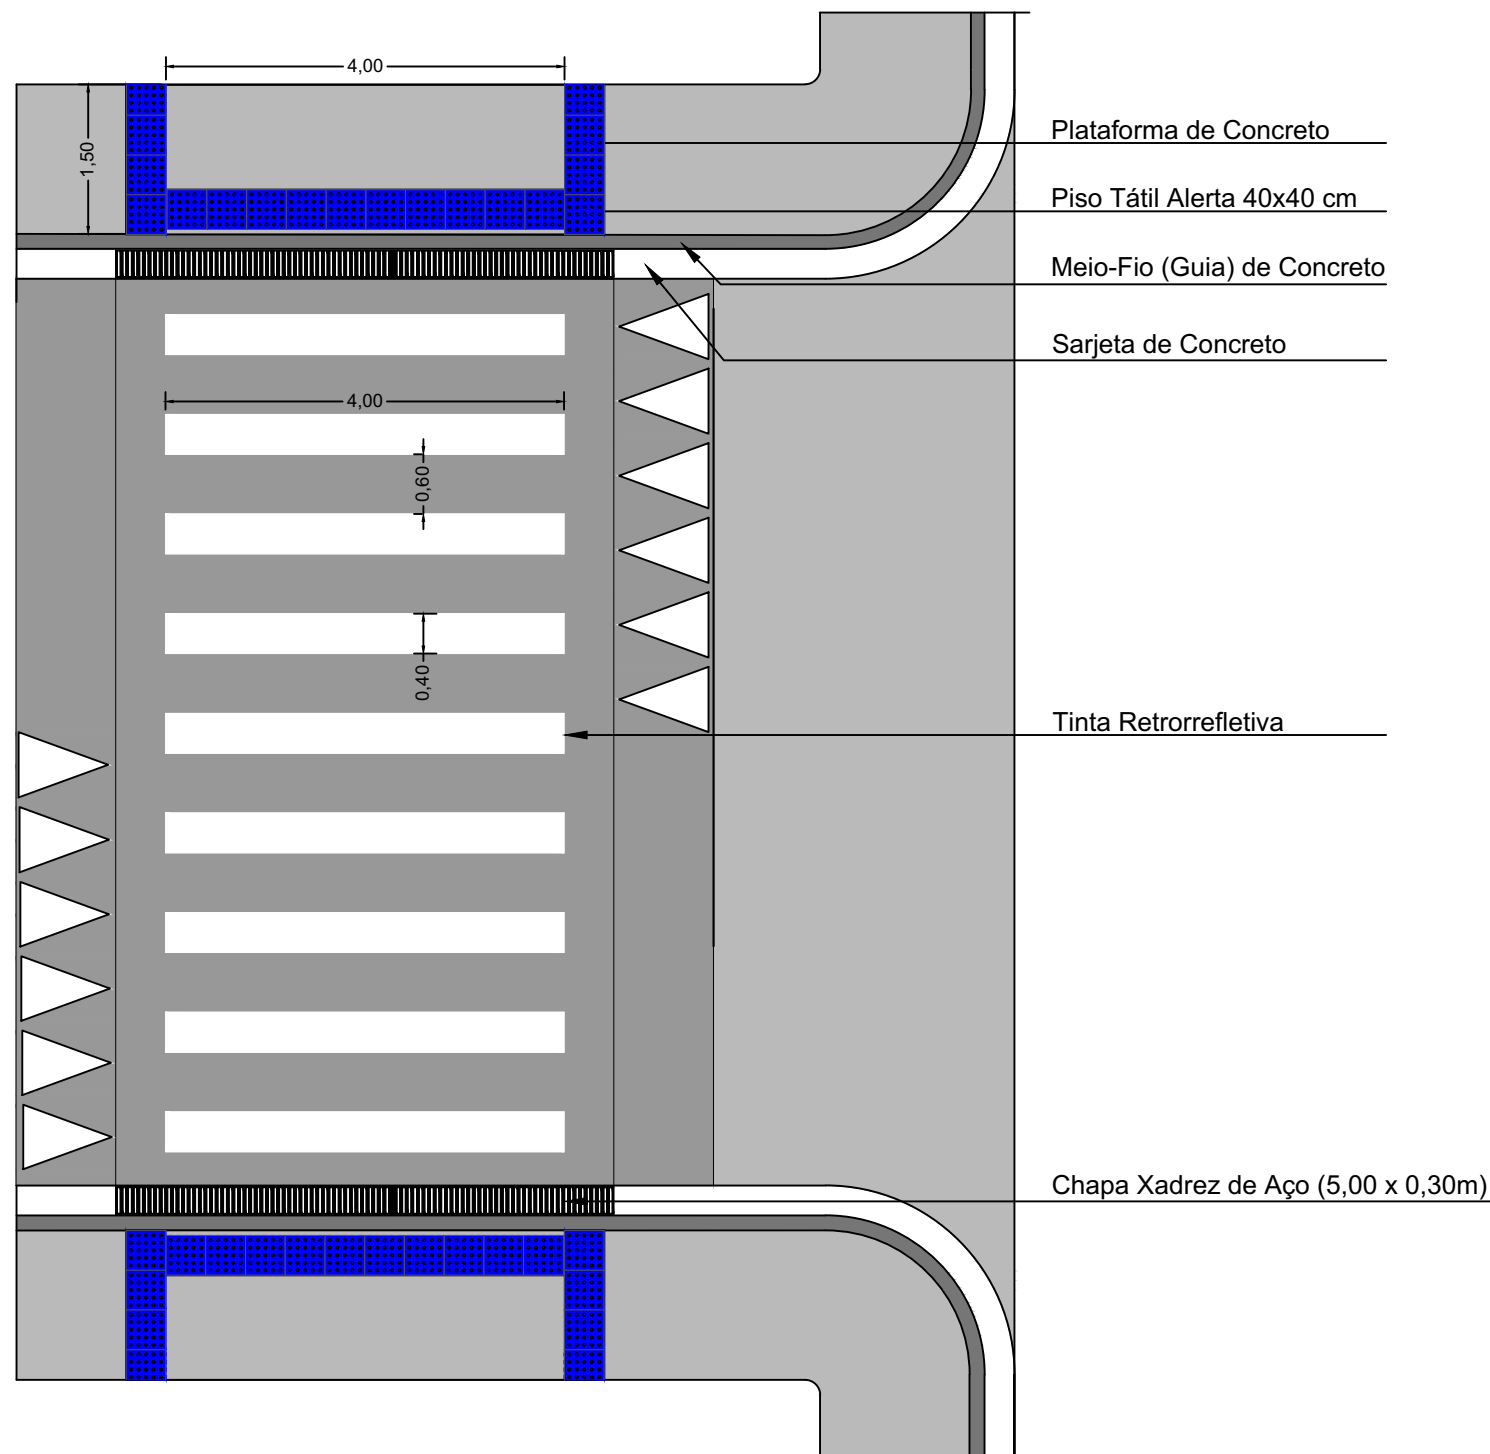 4,00
Plataforma de Concreto
1,50
Piso Tátil Alerta 40x40 cm
Meio-Fio (Guia) de Concreto
Sarjeta de Concreto
4,00
0,60
0,40
Tinta Retrorrefletiva
Chapa Xadrez de Aço (5,00 x 0,30m)